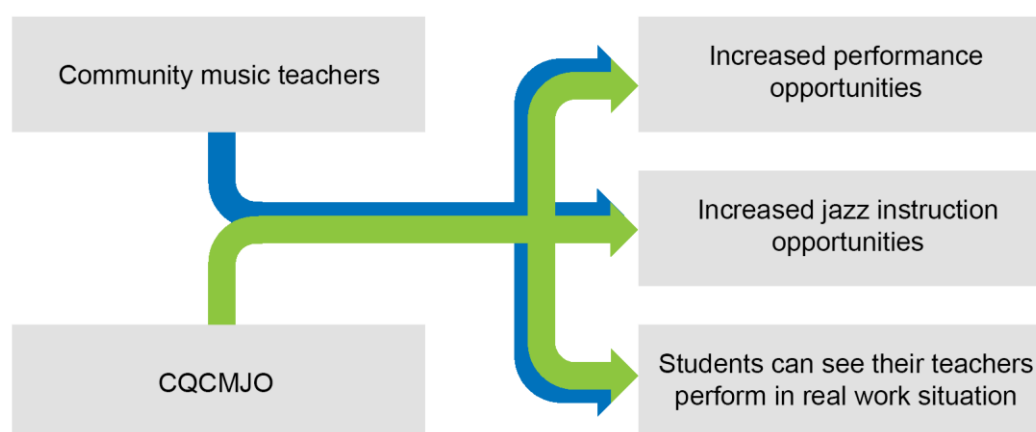 Community music teachers
CQCMJO
Increased performance
opportunities
Increased jazz instruction
opportunities
Students can see their teachers
perform in real work situation